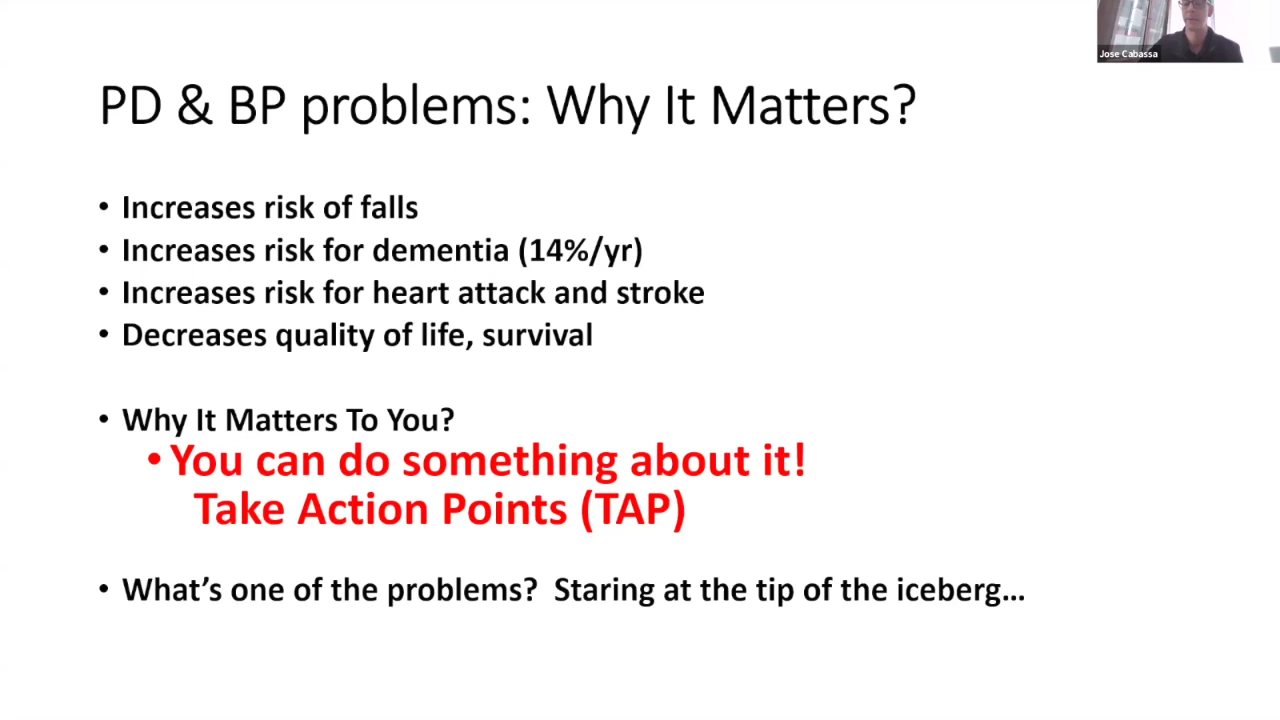 Jose Cabassa
PD & BP problems: Why It Matters?
• Increases risk of falls
• Increases risk for dementia (14%/yr)
• Increases risk for heart attack and stroke
• Decreases quality of life, survival
• Why It Matters To You?
• You can do something about it!
Take Action Points (TAP)
• What’s one of the problems?  Staring at the tip of the iceberg…